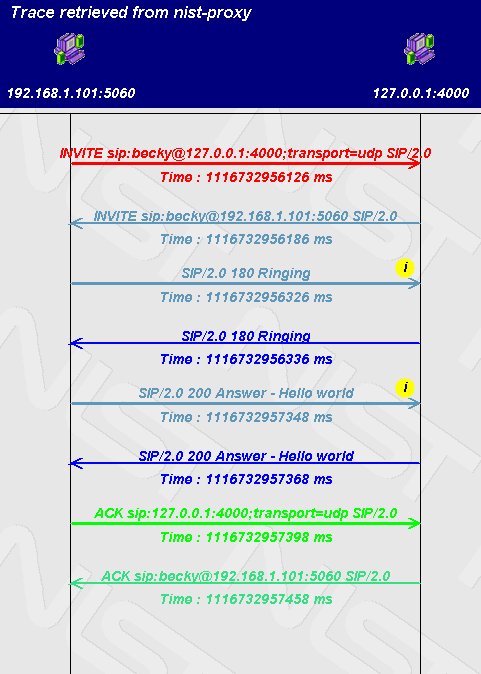 Trace retrieved from nist-proxy
192.168.1.101:5060 127.0.0.1:4000
INVITE sip:becky@127.0.0.1:4000;transport=udp SIP/2.0
Time : 1116732956126 ms
INVITE sip:becky@192.168.1.101:5060 SIP/2.0
Time : 1116732956186 ms
SIP/2.0 180 Ringing
i
Time : 1116732956326 ms
SIP/2.0 180 Ringing
Time : 1116732956336 ms
SIP/2.0 200 Answer - Hello world
i
Time : 1116732957348 ms
SIP/2.0 200 Answer - Hello world
Time : 1116732957368 ms
ACK sip:127.0.0.1:4000;transport=udp SIP/2.0
Time : 1116732957398 ms
ACK sip:becky@192.168.1.101:5060 SIP/2.0
Time : 1116732957458 ms